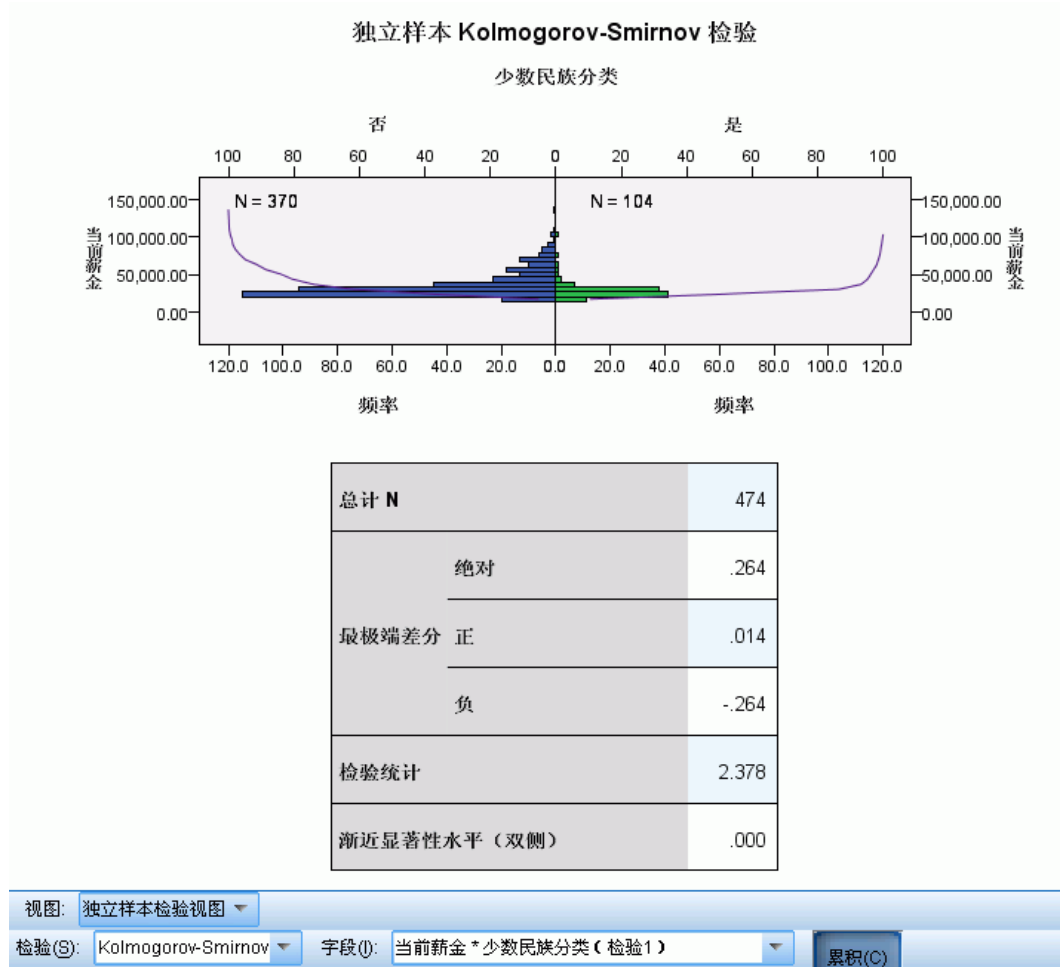 独立样本 Kolmogorov-Smirnov 检验
少数民族分类
否 是
100 80 60 40 20 0 20 40 60 80 100
N = 370 N = 104
150,000.00 150,000.00
100,000.00 100,000.00
50,000.00 50,000.00
0.00 0.00
当前薪金 当前薪金
120.0 100.0 80.0 60.0 40.0 20.0 0.0 20.0 40.0 60.0 80.0 100.0 120.0
频率 频率
总计 N 474
最极端差分 绝对 .264
正 .014
负 -.264
检验统计 2.378
渐近显著性水平（双侧） .000
视图: 独立样本检验视图
检验(S): Kolmogorov-Smirnov 字段(I): 当前薪金*少数民族分类(检验1) 累积(C)